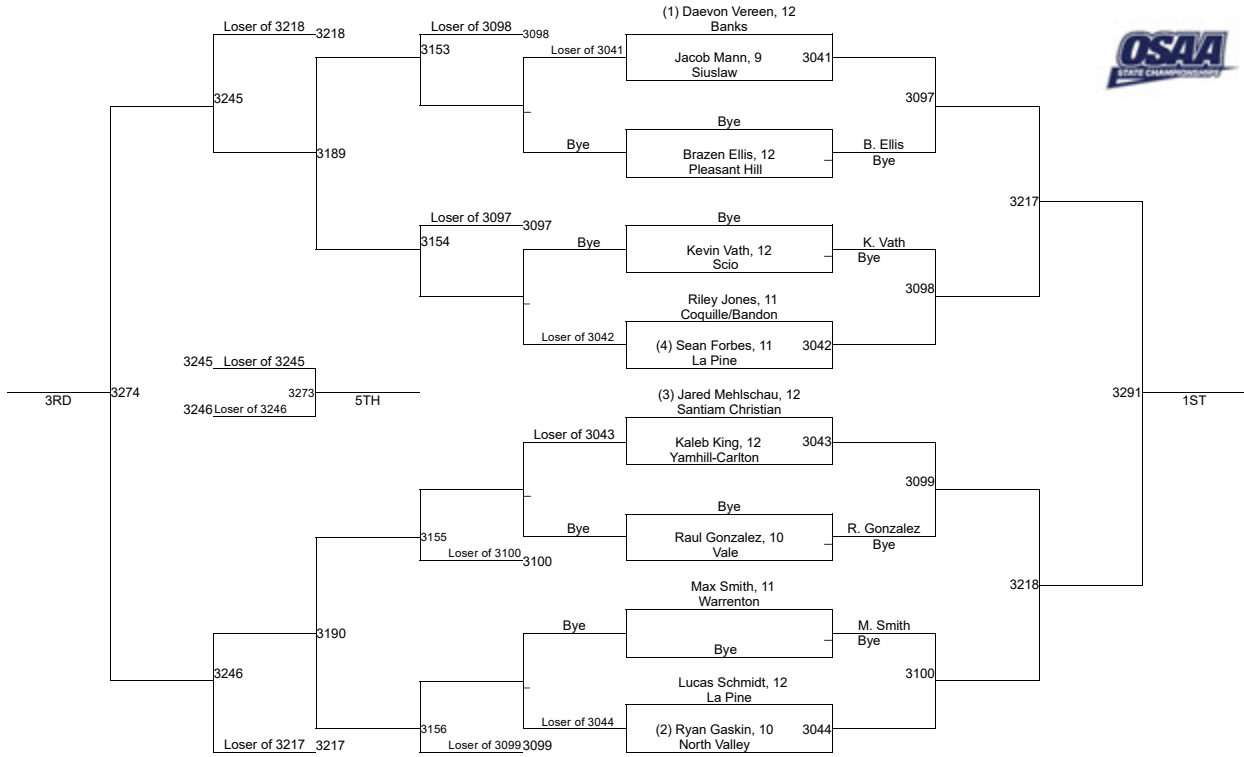 (1) Daevon Vereen, 12
Banks
Loser of 3218 3218
Loser of 3098 3098
3153
Loser of 3041
Jacob Mann, 9 3041
Siuslaw
OSAA
STATE CHAMPIONSHIPS
3245
3097
Bye
Bye
Brazen Ellis, 12
Pleasant Hill
B. Ellis
Bye
3189
3217
Loser of 3097 3097
3154
Bye
Bye
Kevin Vath, 12
Scio
K. Vath
Bye
3098
Riley Jones, 11
Coquille/Bandon
Loser of 3042
(4) Sean Forbes, 11 3042
La Pine
3245 Loser of 3245
3RD
3274
3273
5TH
3246 Loser of 3246
3291
1ST
(3) Jared Mehlschau, 12
Santiam Christian
Loser of 3043
Kaleb King, 12 3043
Yamhill-Carlton
3099
Bye
Bye
Raul Gonzalez, 10
Vale
R. Gonzalez
Bye
3155
Loser of 3100 3100
3218
Max Smith, 11
Warrenton
Bye
Bye
M. Smith
Bye
3190
3246
3100
Lucas Schmidt, 12
La Pine
Loser of 3044
(2) Ryan Gaskin, 10 3044
North Valley
3156
Loser of 3217 3217
Loser of 3099 3099